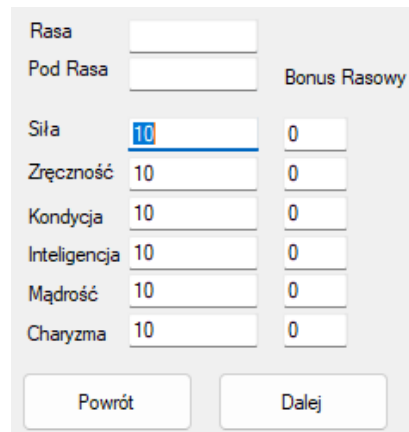 Rasa
Pod Rasa
Bonus Rasowy
Siła 10 0
Zręczność 10 0
Kondycja 10 0
Inteligencja 10 0
Mądrość 10 0
Charyzma 10 0
Powrót Dalej